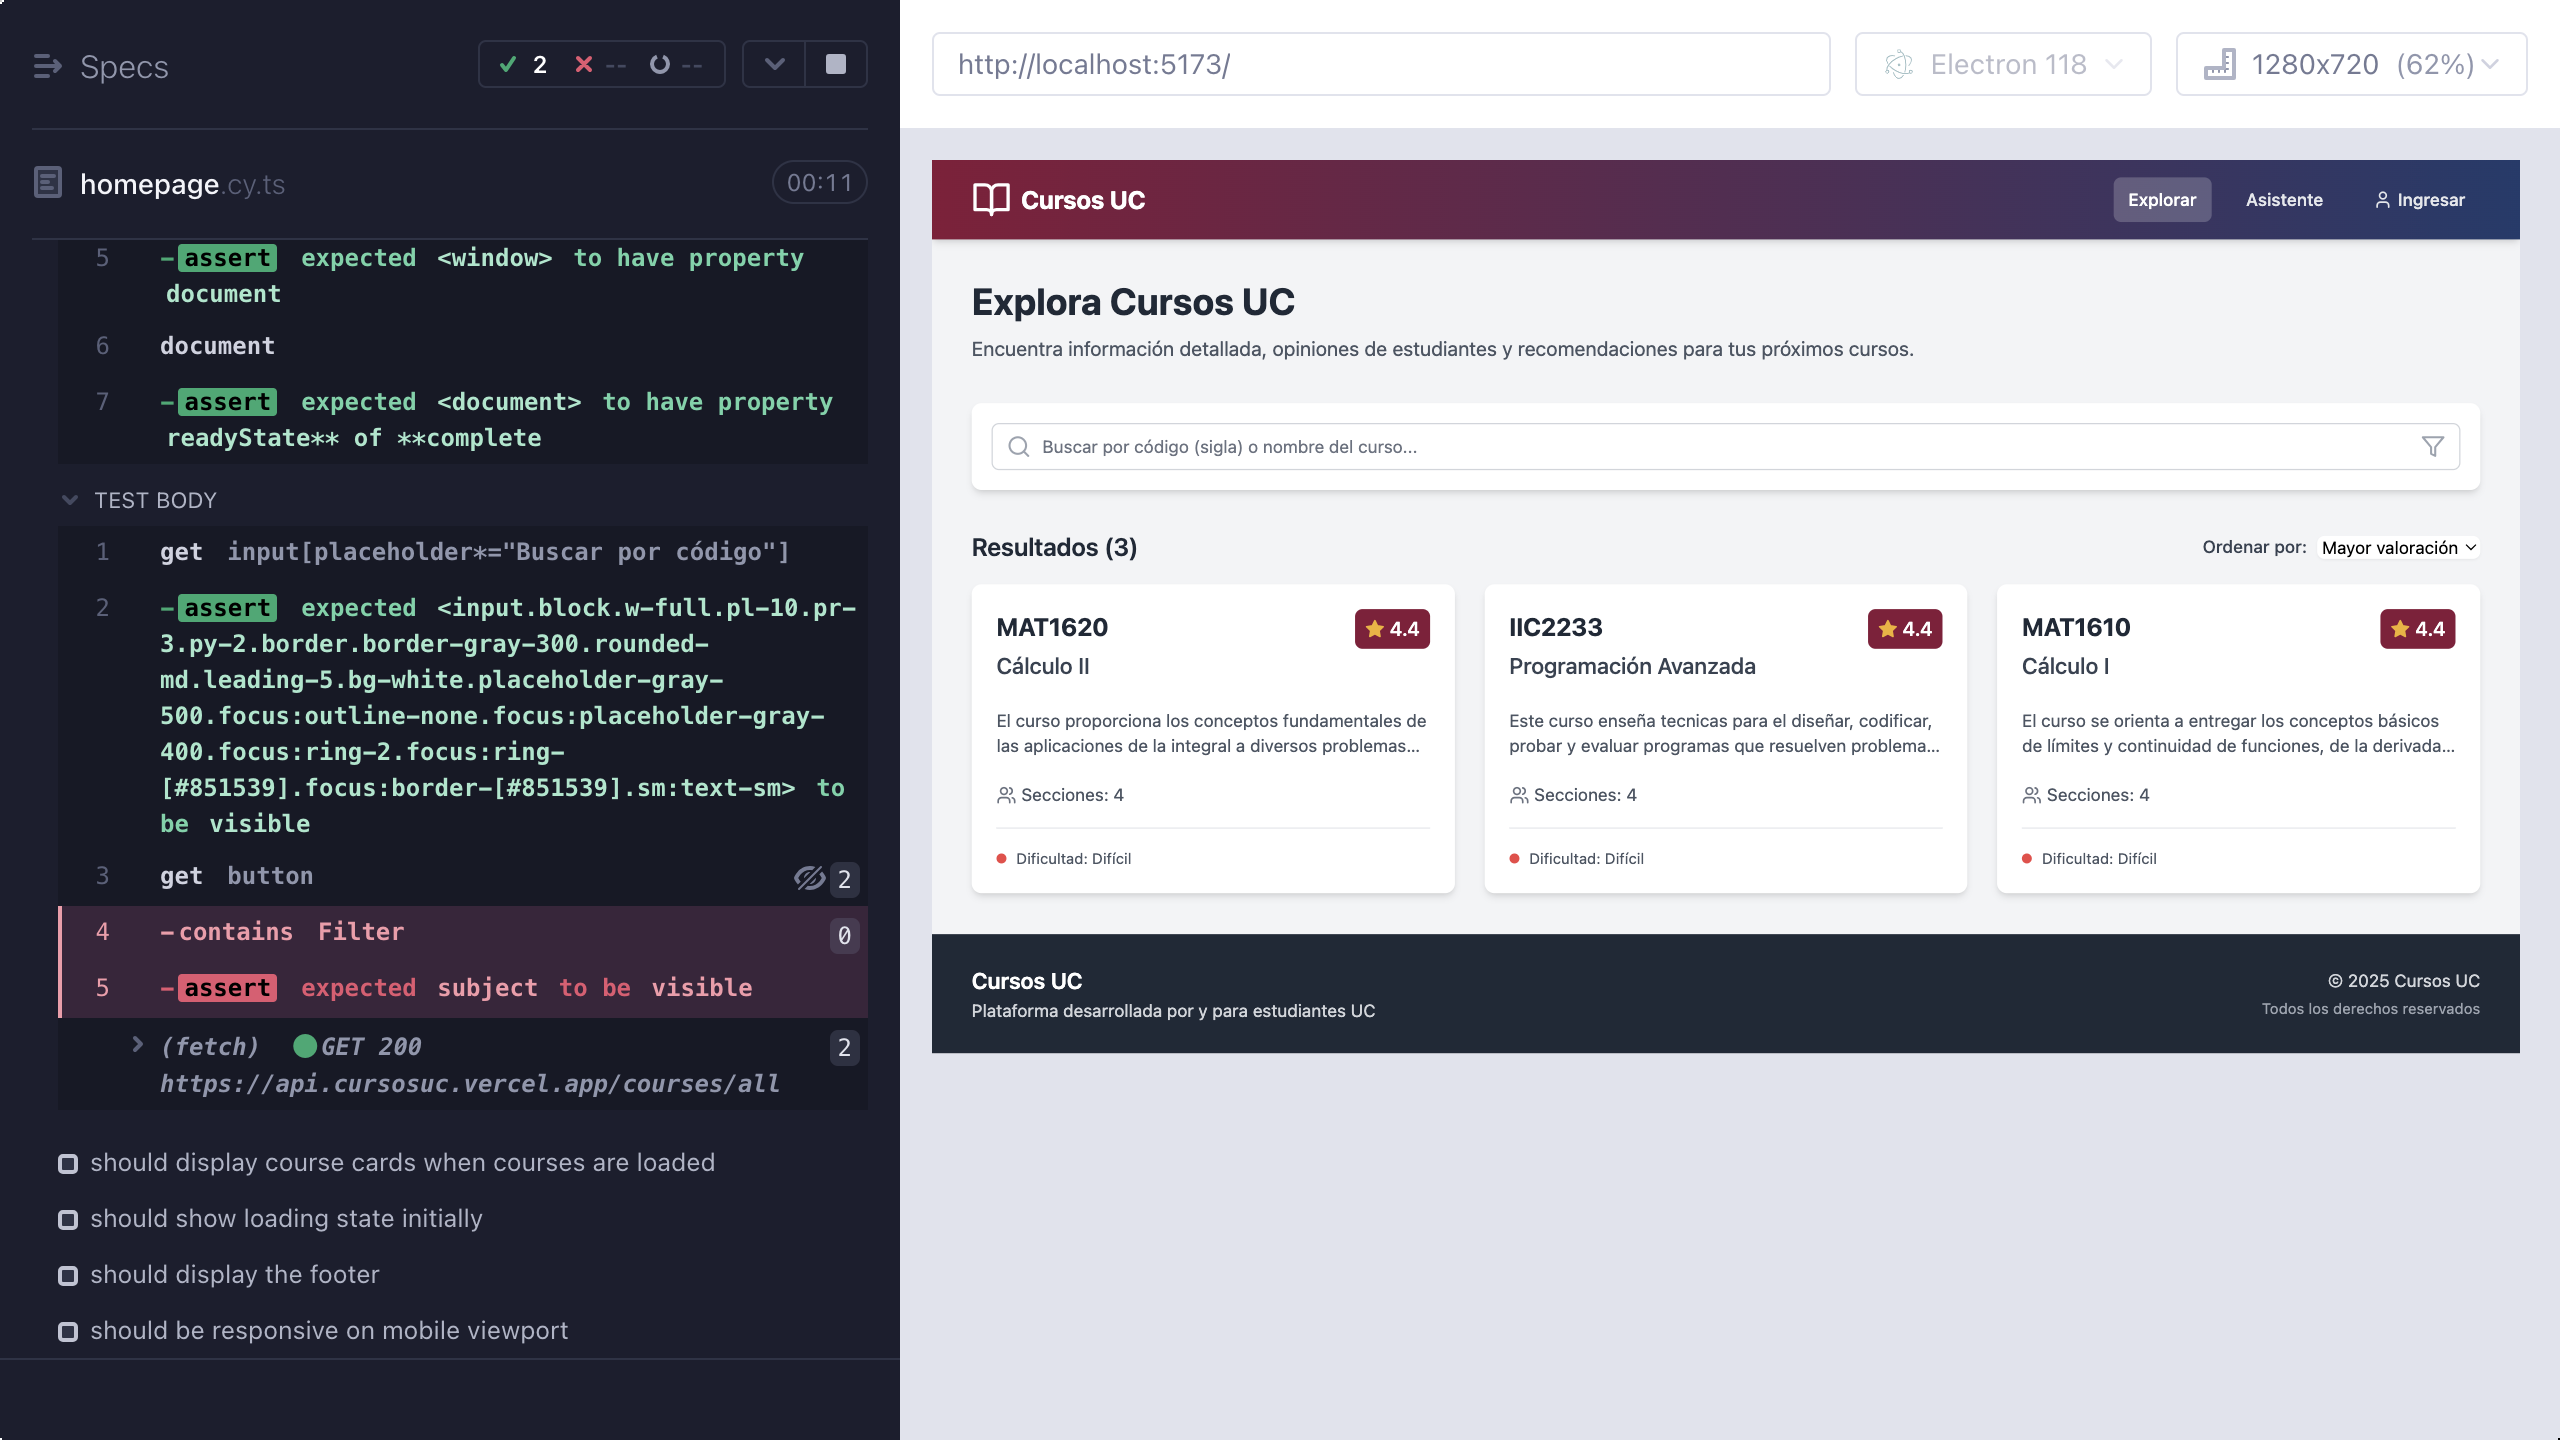 Specs
2 -- --
homepage.cy.ts
00:11
5 -assert expected <window> to have property
document
6 document
7 -assert expected <document> to have property
readyState** of **complete
TEST BODY
1 get input[placeholder*="Buscar por código"]
2 -assert expected <input.block.w-full.pl-10.pr-
3.py-2.border.border-gray-300.rounded-
md.leading-5.bg-white.placeholder-gray-
500.focus:outline-none.focus:placeholder-gray-
400.focus:ring-2.focus:ring-
[#851539].focus:border-[#851539].sm:text-sm> to
be visible
3 get button 2
4 -contains Filter 0
5 -assert expected subject to be visible
(fetch) GET 200 2
https://api.cursosuc.vercel.app/courses/all
should display course cards when courses are loaded
should show loading state initially
should display the footer
should be responsive on mobile viewport
http://localhost:5173/
Electron 118
1280x720 (62%)
Cursos UC
Explorar
Asistente
Ingresar
Explora Cursos UC
Encuentra información detallada, opiniones de estudiantes y recomendaciones para tus próximos cursos.
Buscar por código (sigla) o nombre del curso...
Resultados (3)
Ordenar por: Mayor valoración
MAT1620
4.4
Cálculo II
El curso proporciona los conceptos fundamentales de
las aplicaciones de la integral a diversos problemas...
Secciones: 4
Dificultad: Difícil
IIC2233
4.4
Programación Avanzada
Este curso enseña tecnicas para el diseñar, codificar,
probar y evaluar programas que resuelven problema...
Secciones: 4
Dificultad: Difícil
MAT1610
4.4
Cálculo I
El curso se orienta a entregar los conceptos básicos
de límites y continuidad de funciones, de la derivada...
Secciones: 4
Dificultad: Difícil
Cursos UC
Plataforma desarrollada por y para estudiantes UC
© 2025 Cursos UC
Todos los derechos reservados